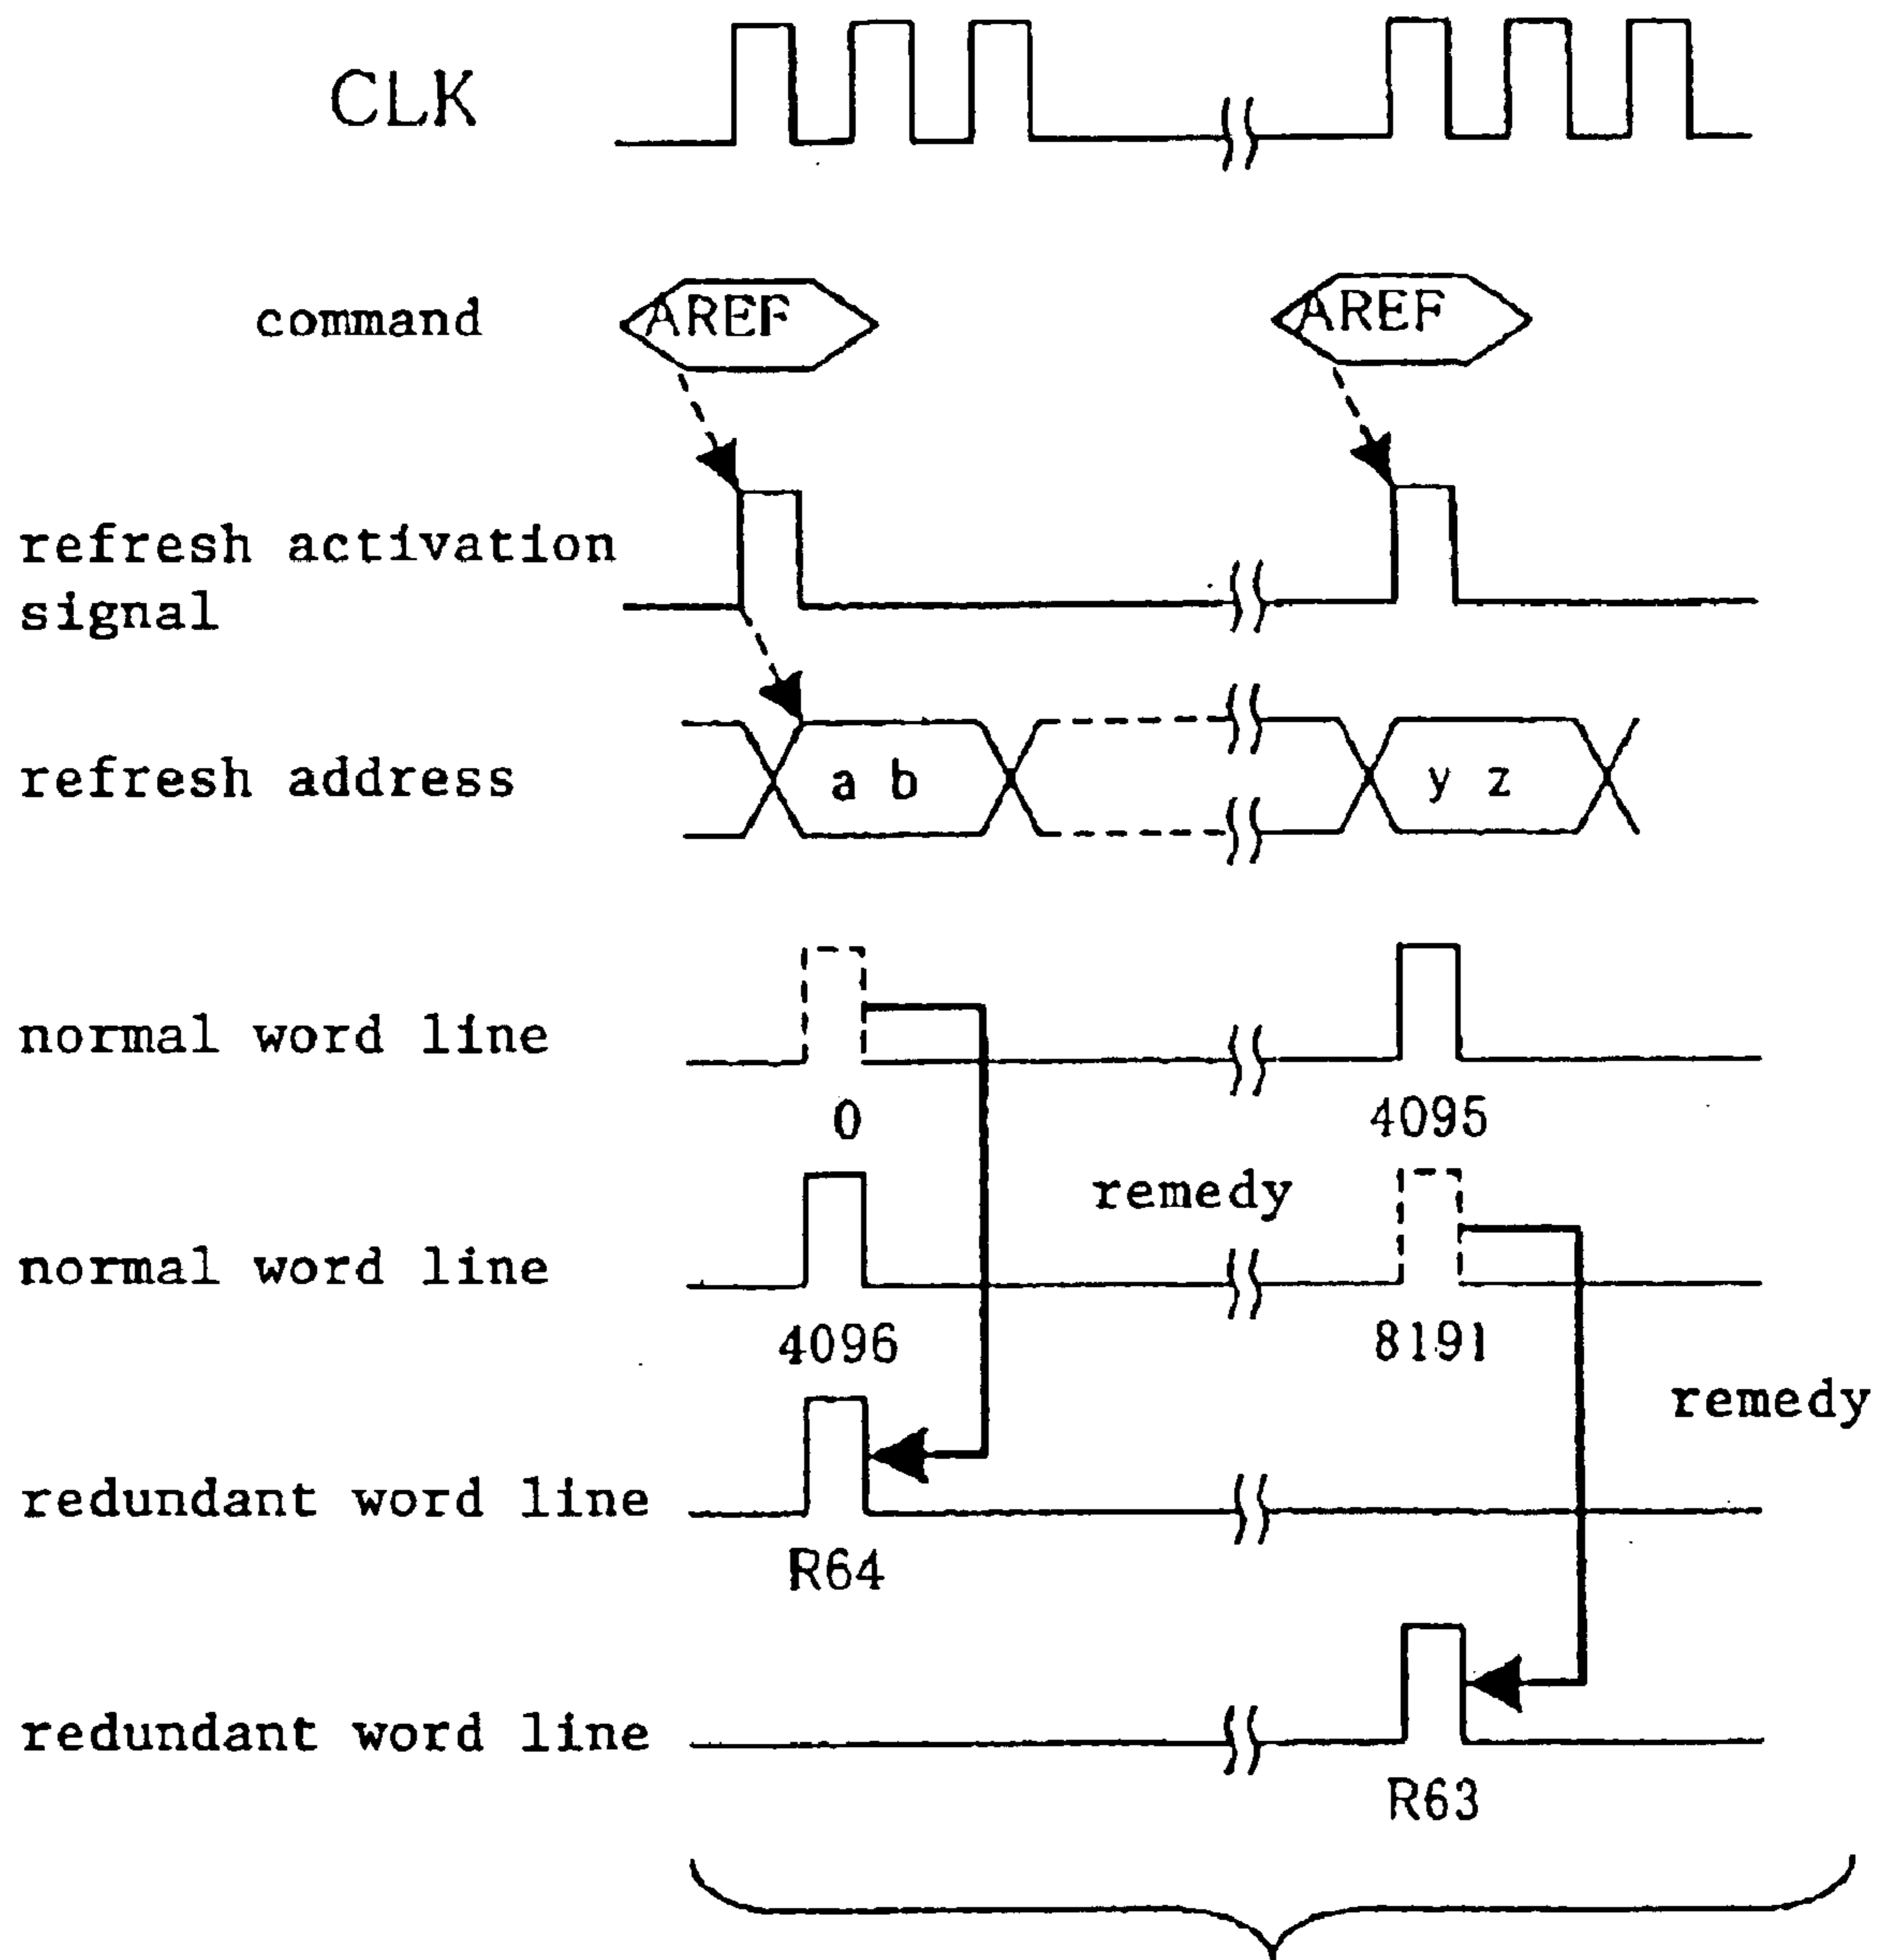 CLK
command
AREF
AREF
refresh activation
signal
refresh address
a b
y z
normal word line
0
4095
remedy
normal word line
4096
8191
remedy
redundant word line
R64
redundant word line
R63